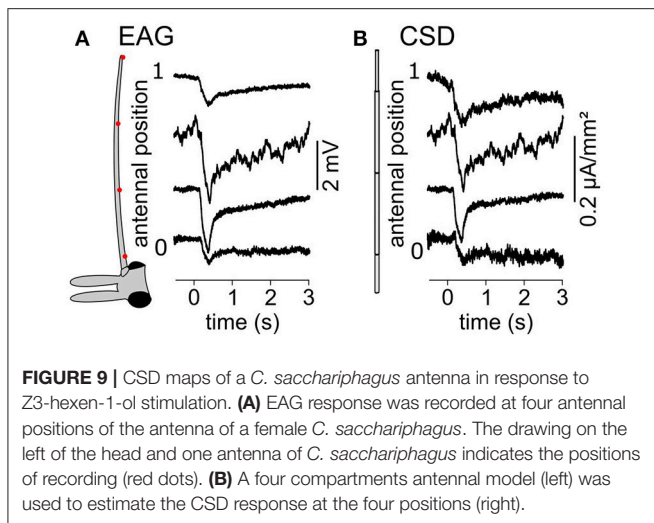 A EAG
B CSD
1
antennal position
0
2 mV
0 1 2 3
time (s)
1
antennal position
0
0.2 µA/mm²
0 1 2 3
time (s)
FIGURE 9 | CSD maps of a C. sacchariphagus antenna in response to
Z3-hexen-1-ol stimulation. (A) EAG response was recorded at four antennal
positions of the antenna of a female C. sacchariphagus. The drawing on the
left of the head and one antenna of C. sacchariphagus indicates the positions
of recording (red dots). (B) A four compartments antennal model (left) was
used to estimate the CSD response at the four positions (right).